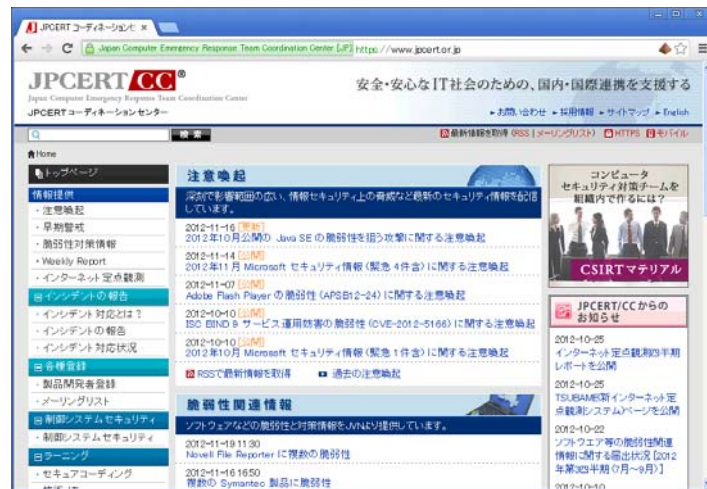 JPCERT コーディネーションセ
Japan Computer Emergency Response Team Coordination Center [JP] https://www.jpcert.or.jp
JPCERT CC®
Japan Computer Emergency Response Team Coordination Center
JPCERTコーディネーションセンター
安全・安心なIT社会のための、国内・国際連携を支援する
お問い合わせ 採用情報 サイトマップ English
検索
最新情報を取得 (RSS | メーリングリスト) HTTPS モバイル
Home
トップページ
情報提供
・注意喚起
・早期警戒
・脆弱性対策情報
・Weekly Report
・インターネット定点観測
インシデントの報告
・インシデント対応とは？
・インシデントの報告
・インシデント対応状況
各種登録
・製品開発者登録
・メーリングリスト
制御システムセキュリティ
・制御システムセキュリティ
ラーニング
・セキュアコーディング
注意喚起
深刻で影響範囲の広い、情報セキュリティ上の脅威など最新のセキュリティ情報を配信
しています。
2012-11-16 [更新]
2012年10月公開の Java SE の脆弱性を狙う攻撃に関する注意喚起
2012-11-14 [公開]
2012年11月 Microsoft セキュリティ情報 (緊急 4件含) に関する注意喚起
2012-11-07 [公開]
Adobe Flash Player の脆弱性 (APSB12-24) に関する注意喚起
2012-10-10 [公開]
ISC BIND 9 サービス運用妨害の脆弱性 (CVE-2012-5166) に関する注意喚起
2012-10-10 [公開]
2012年10月 Microsoft セキュリティ情報 (緊急 1件含) に関する注意喚起
RSSで最新情報を取得 過去の注意喚起
脆弱性関連情報
ソフトウェアなどの脆弱性と対策情報をJVNより提供しています。
2012-11-19 11:30
Novell File Reporter に複数の脆弱性
2012-11-16 16:50
複数の Symantec 製品に脆弱性
コンピュータ
セキュリティ対策チームを
組織内で作るには？
CSIRTマテリアル
JPCERT/CCからの
お知らせ
2012-10-25
インターネット定点観測四半期
レポートを公開
2012-10-25
TSUBAME(新インターネット定
点観測システム)ページを公開
2012-10-22
ソフトウェア等の脆弱性関連
情報に関する届出状況 [2012
年第3四半期(7月～9月)]
2012-10-10